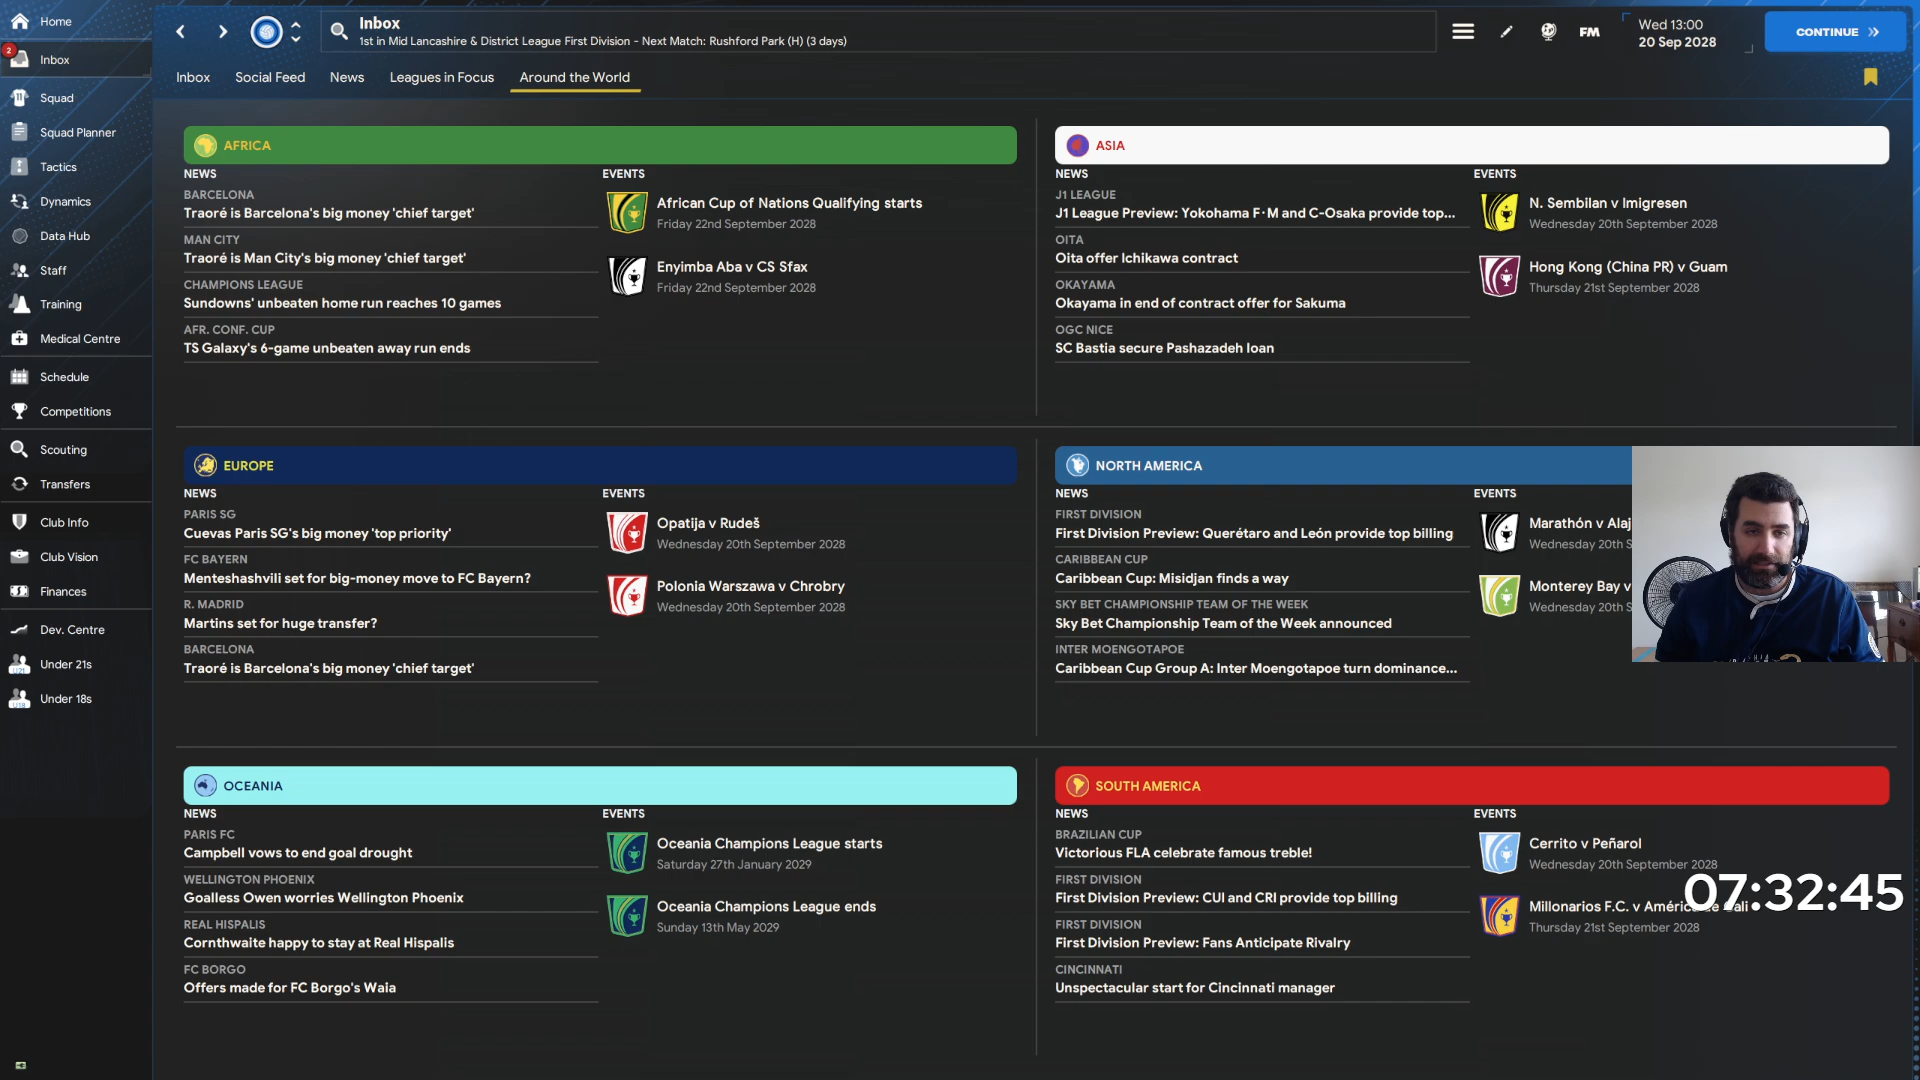 Home
2
Inbox
Squad
Squad Planner
Tactics
Dynamics
Data Hub
Staff
Training
Medical Centre
Schedule
Competitions
Scouting
Transfers
Club Info
Club Vision
Finances
Dev. Centre
Under 21s
Under 18s
Inbox
1st in Mid Lancashire & District League First Division - Next Match: Rushford Park (H) (3 days)
FM
Wed 13:00
20 Sep 2028
CONTINUE
Inbox
Social Feed
News
Leagues in Focus
Around the World
AFRICA
NEWS
BARCELONA
Traoré is Barcelona's big money 'chief target'
MAN CITY
Traoré is Man City's big money 'chief target'
CHAMPIONS LEAGUE
Sundowns' unbeaten home run reaches 10 games
AFR. CONF. CUP
TS Galaxy's 6-game unbeaten away run ends
EVENTS
African Cup of Nations Qualifying starts
Friday 22nd September 2028
Enyimba Aba v CS Sfax
Friday 22nd September 2028
ASIA
NEWS
J1 LEAGUE
J1 League Preview: Yokohama F·M and C-Osaka provide top...
OITA
Oita offer Ichikawa contract
OKAYAMA
Okayama in end of contract offer for Sakuma
OGC NICE
SC Bastia secure Pashazadeh loan
EVENTS
N. Sembilan v Imigresen
Wednesday 20th September 2028
Hong Kong (China PR) v Guam
Thursday 21st September 2028
EUROPE
NEWS
PARIS SG
Cuevas Paris SG's big money 'top priority'
FC BAYERN
Menteshashvili set for big-money move to FC Bayern?
R. MADRID
Martins set for huge transfer?
BARCELONA
Traoré is Barcelona's big money 'chief target'
EVENTS
Opatija v Rudeš
Wednesday 20th September 2028
Polonia Warszawa v Chrobry
Wednesday 20th September 2028
NORTH AMERICA
NEWS
FIRST DIVISION
First Division Preview: Querétaro and León provide top billing
CARIBBEAN CUP
Caribbean Cup: Misidjan finds a way
SKY BET CHAMPIONSHIP TEAM OF THE WEEK
Sky Bet Championship Team of the Week announced
INTER MOENGOTAPOE
Caribbean Cup Group A: Inter Moengotapoe turn dominance...
EVENTS
Marathón v Alaj
Wednesday 20th S
Monterey Bay v
Wednesday 20th S
OCEANIA
NEWS
PARIS FC
Campbell vows to end goal drought
WELLINGTON PHOENIX
Goalless Owen worries Wellington Phoenix
REAL HISPALIS
Cornthwaite happy to stay at Real Hispalis
FC BORGO
Offers made for FC Borgo's Waia
EVENTS
Oceania Champions League starts
Saturday 27th January 2029
Oceania Champions League ends
Sunday 13th May 2029
SOUTH AMERICA
NEWS
BRAZILIAN CUP
Victorious FLA celebrate famous treble!
FIRST DIVISION
First Division Preview: CUI and CRI provide top billing
FIRST DIVISION
First Division Preview: Fans Anticipate Rivalry
CINCINNATI
Unspectacular start for Cincinnati manager
EVENTS
Cerrito v Peñarol
Wednesday 20th September 2028
Millonarios F.C. v América de Cali
Thursday 21st September 2028
07:32:45